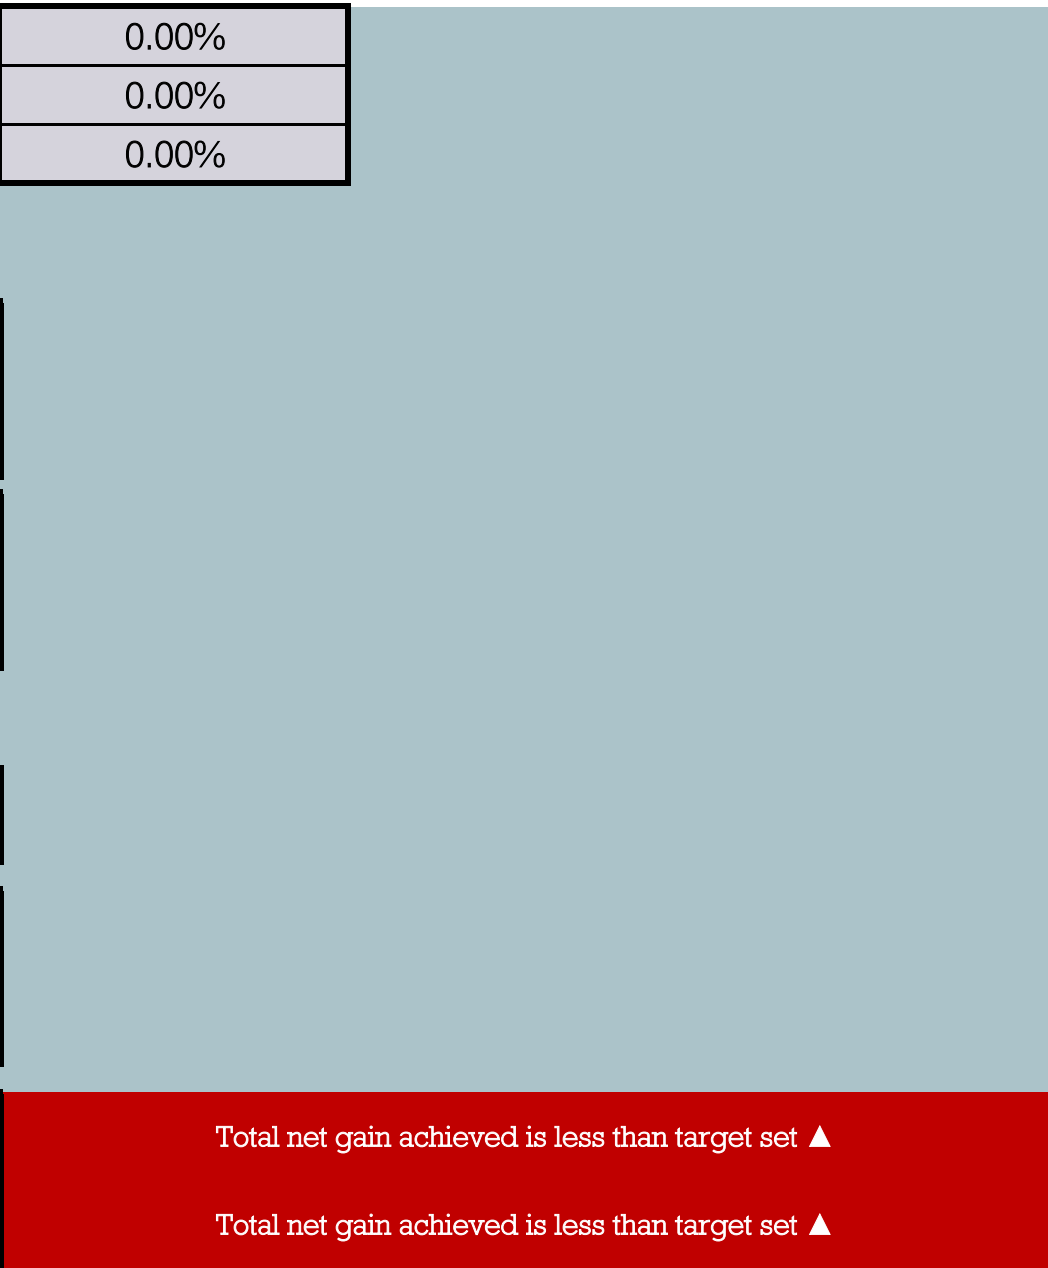 0.00%
0.00%
0.00%
Total net gain achieved is less than target set ▲
Total net gain achieved is less than target set ▲